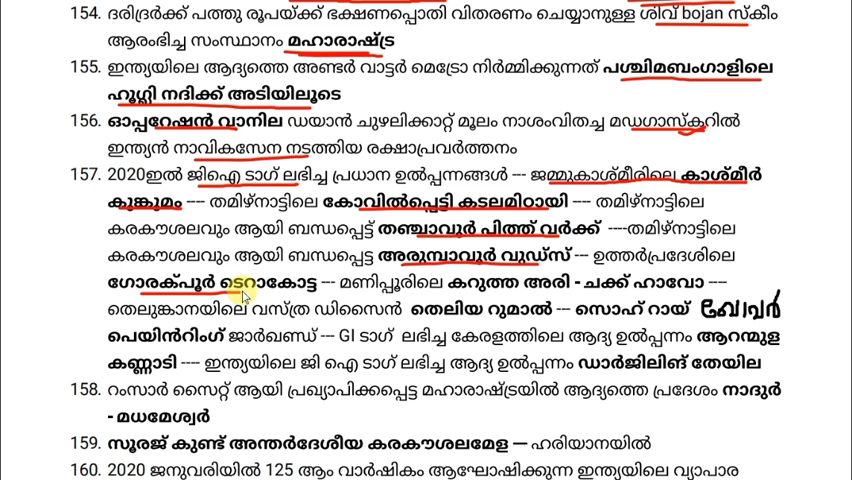 154. ദരിദ്രർക്ക് പത്തു രൂപയ്ക്ക് ഭക്ഷണപ്പൊതി വിതരണം ചെയ്യാനുള്ള ശിവ് bojan സ്കീം
ആരംഭിച്ച സംസ്ഥാനം മഹാരാഷ്ട്ര
155. ഇന്ത്യയിലെ ആദ്യത്തെ അണ്ടർ വാട്ടർ മെട്രോ നിർമ്മിക്കുന്നത് പശ്ചിമബംഗാളിലെ
ഹൂഗ്ലി നദിക്ക് അടിയിലൂടെ
156. ഓപ്പറേഷൻ വാനില ഡയാൻ ചുഴലിക്കാറ്റ് മൂലം നാശംവിതച്ച മഡഗാസ്കറിൽ
ഇന്ത്യൻ നാവികസേന നടത്തിയ രക്ഷാപ്രവർത്തനം
157. 2020ഇൽ ജിഐ ടാഗ് ലഭിച്ച പ്രധാന ഉൽപ്പന്നങ്ങൾ --- ജമ്മുകാശ്മീരിലെ കാശ്മീർ
കുങ്കുമം ---- തമിഴ്നാട്ടിലെ കോവിൽപ്പെട്ടി കടലമിഠായി ---- തമിഴ്നാട്ടിലെ
കരകൗശലവും ആയി ബന്ധപ്പെട്ട് തഞ്ചാവൂർ പിത്ത് വർക്ക് ----തമിഴ്നാട്ടിലെ
കരകൗശലവും ആയി ബന്ധപ്പെട്ട അരുമ്പാവൂർ വുഡ്സ് --- ഉത്തർപ്രദേശിലെ
ഗോരക്പൂർ ടെറാകോട്ട --- മണിപ്പൂരിലെ കറുത്ത അരി - ചക്ക് ഹാവോ ----
തെലുങ്കാനയിലെ വസ്ത്ര ഡിസൈൻ തെലിയ റുമാൽ --- സൊഹ് റായ് ഖോവർ
പെയിൻറിംഗ് ജാർഖണ്ഡ് --- GI ടാഗ് ലഭിച്ച കേരളത്തിലെ ആദ്യ ഉൽപ്പന്നം ആറന്മുള
കണ്ണാടി ---- ഇന്ത്യയിലെ ജി ഐ ടാഗ് ലഭിച്ച ആദ്യ ഉൽപ്പന്നം ഡാർജിലിങ് തേയില
158. റംസാർ സൈറ്റ് ആയി പ്രഖ്യാപിക്കപ്പെട്ട മഹാരാഷ്ട്രയിൽ ആദ്യത്തെ പ്രദേശം നാദുർ
- മധമേശ്വർ
159. സൂരജ് കുണ്ട് അന്തർദേശീയ കരകൗശലമേള — ഹരിയാനയിൽ
160. 2020 ജനുവരിയിൽ 125 ആം വാർഷികം ആഘോഷിക്കുന്ന ഇന്ത്യയിലെ വ്യാപാര